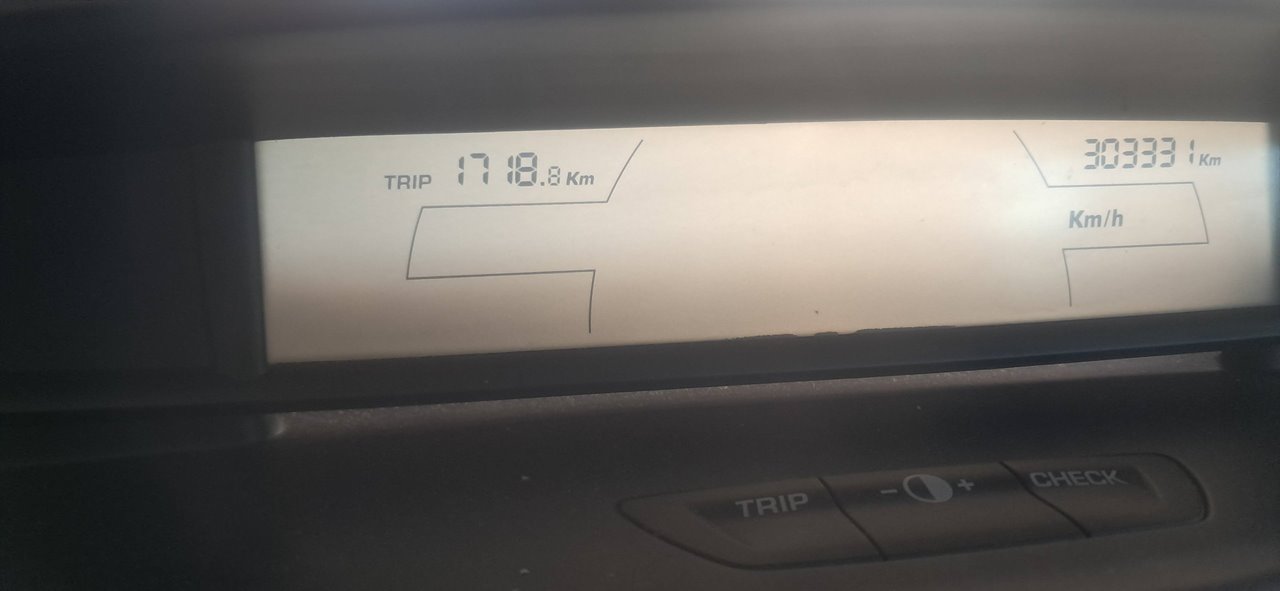 TRIP 1718.8 Km 303331 Km
Km/h
TRIP - + CHECK